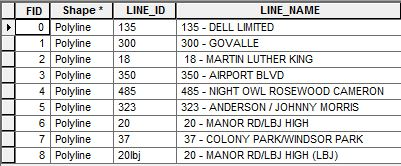 FID Shape * LINE_ID LINE_NAME
0 Polyline 135 135 - DELL LIMITED
1 Polyline 300 300 - GOVALLE
2 Polyline 18 18 - MARTIN LUTHER KING
3 Polyline 350 350 - AIRPORT BLVD
4 Polyline 485 485 - NIGHT OWL ROSEWOOD CAMERON
5 Polyline 323 323 - ANDERSON / JOHNNY MORRIS
6 Polyline 20 20 - MANOR RD/LBJ HIGH
7 Polyline 37 37 - COLONY PARK/WINDSOR PARK
8 Polyline 20lbj 20 - MANOR RD/LBJ HIGH (LBJ)